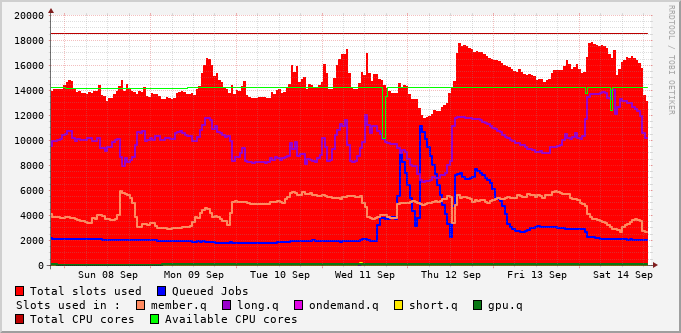 20000
18000
16000
14000
12000
10000
8000
6000
4000
2000
0
Sun 08 Sep Mon 09 Sep Tue 10 Sep Wed 11 Sep Thu 12 Sep Fri 13 Sep Sat 14 Sep
Total slots used Queued Jobs
Slots used in : member.q long.q ondemand.q short.q gpu.q
Total CPU cores Available CPU cores
RRDTOOL / TOBI OETIKER